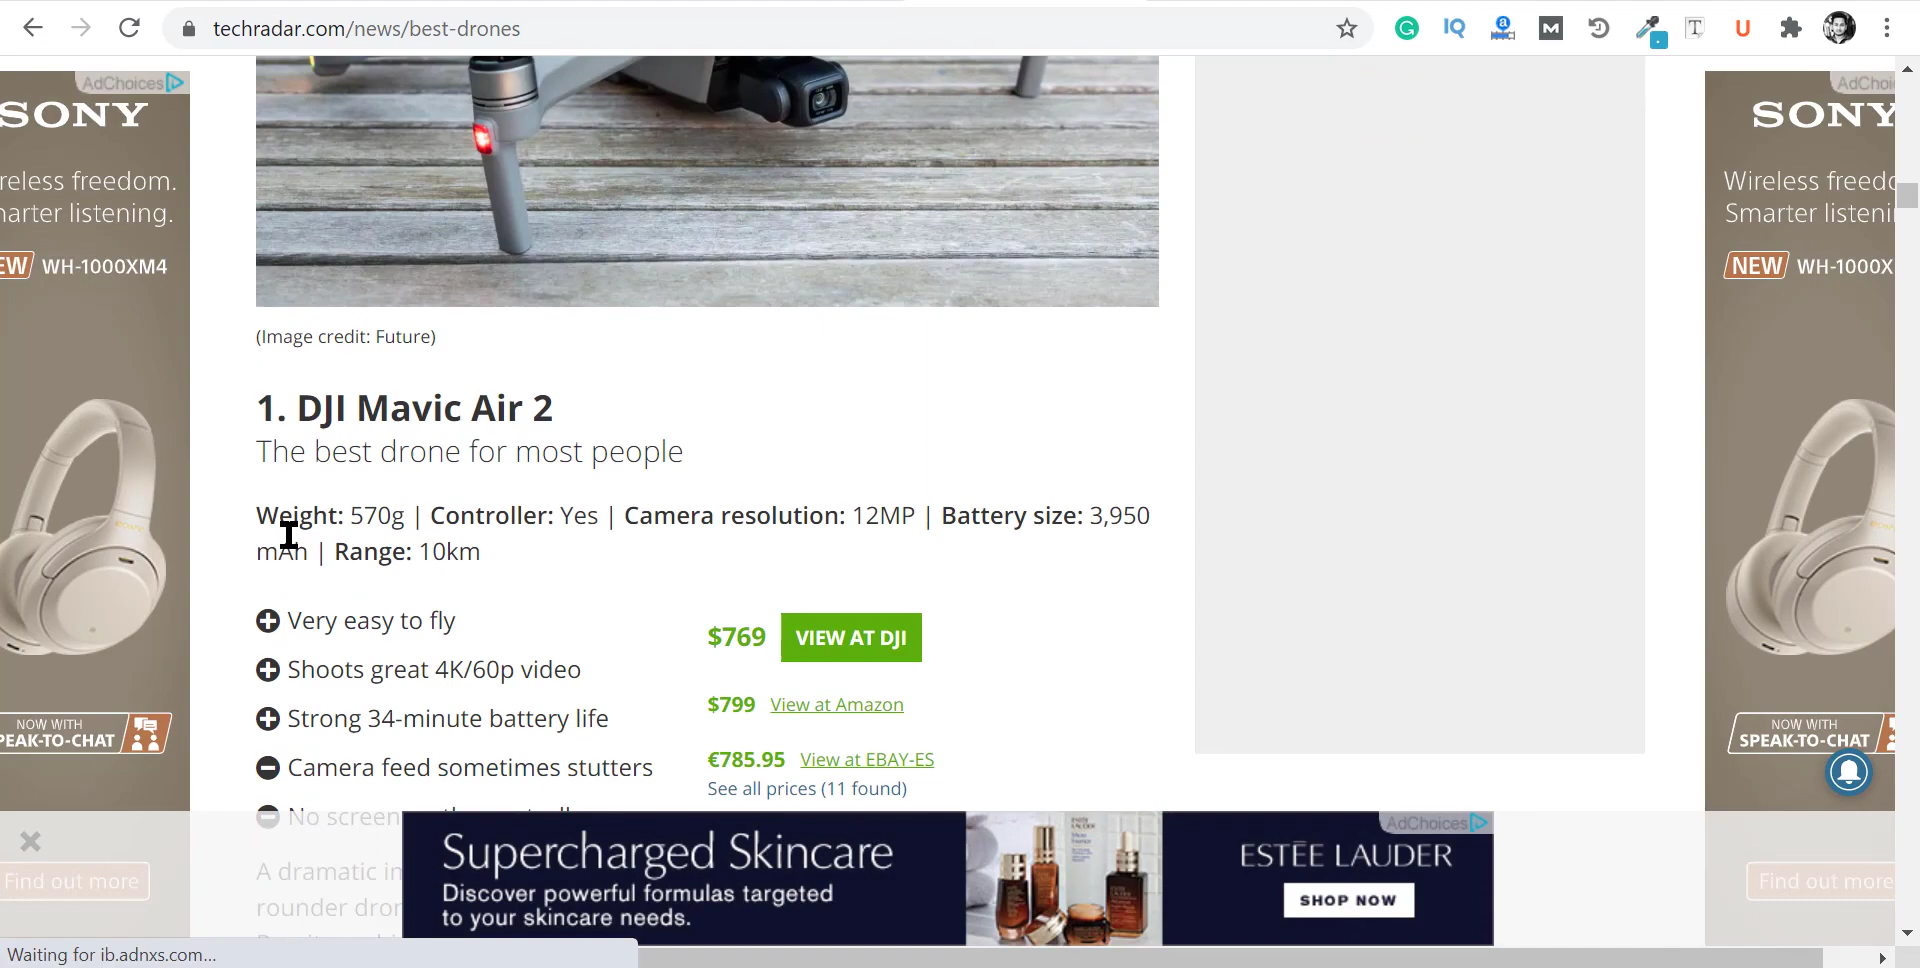 techradar.com/news/best-drones
AdChoices
SONY
reless freedom.
marter listening.
EW WH-1000XM4
NOW WITH
PEAK-TO-CHAT
Find out more
(Image credit: Future)
1. DJI Mavic Air 2
The best drone for most people
Weight: 570g | Controller: Yes | Camera resolution: 12MP | Battery size: 3,950
mAh | Range: 10km
Very easy to fly
Shoots great 4K/60p video
Strong 34-minute battery life
Camera feed sometimes stutters
No screen
A dramatic in
rounder dron
$769 VIEW AT DJI
$799 View at Amazon
€785.95 View at EBAY-ES
See all prices (11 found)
AdChoices
Supercharged Skincare
Discover powerful formulas targeted
to your skincare needs.
ESTĒE LAUDER
SHOP NOW
AdChoi
SONY
Wireless freedo
Smarter listeni
NEW WH-1000X
NOW WITH
SPEAK-TO-CHAT
Find out more
Waiting for ib.adnxs.com...